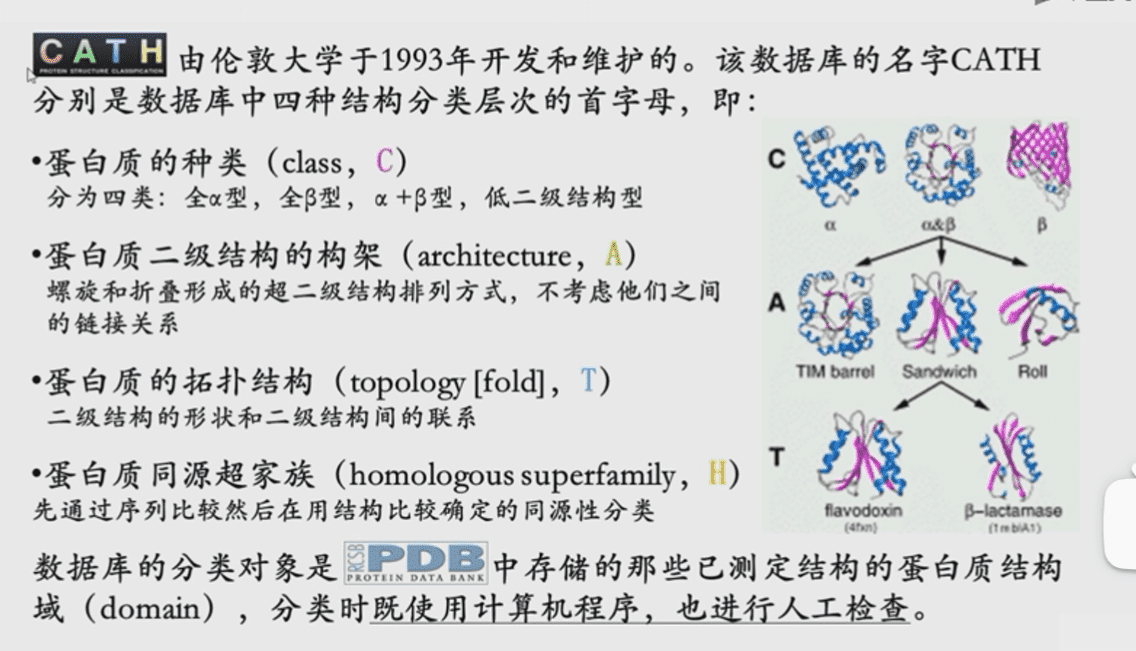 CATH 由伦敦大学于1993年开发和维护的。该数据库的名字CATH
PROTEIN STRUCTURE CLASSIFICATION
分别是数据库中四种结构分类层次的首字母，即：
•蛋白质的种类（class，C）
分为四类：全α型，全β型，α+β型，低二级结构型
•蛋白质二级结构的构架（architecture，A）
螺旋和折叠形成的超二级结构排列方式，不考虑他们之间
的链接关系
•蛋白质的拓扑结构（topology [fold]，T）
二级结构的形状和二级结构间的联系
•蛋白质同源超家族（homologous superfamily，H）
先通过序列比较然后在用结构比较确定的同源性分类
C
α α&β β
A
TIM barrel Sandwich Roll
T
flavodoxin β-lactamase
(4fxn) (1mblA1)
数据库的分类对象是 RCSB PDB 中存储的那些已测定结构的蛋白质结构
PROTEIN DATA BANK
域（domain），分类时既使用计算机程序，也进行人工检查。